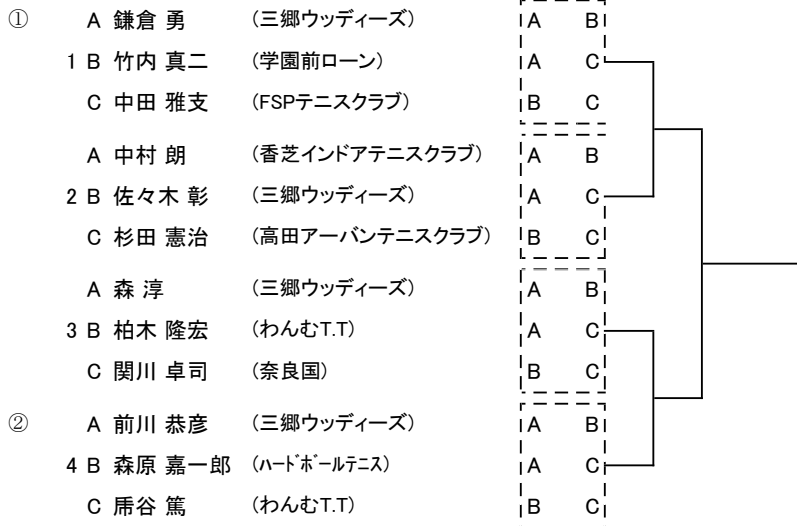 ① A 鎌倉 勇 (三郷ウッディーズ) A B
1 B 竹内 真二 (学園前ローン) A C
C 中田 雅支 (FSPテニスクラブ) B C
A 中村 朗 (香芝インドアテニスクラブ) A B
2 B 佐々木 彰 (三郷ウッディーズ) A C
C 杉田 憲治 (高田アーバンテニスクラブ) B C
A 森 淳 (三郷ウッディーズ) A B
3 B 柏木 隆宏 (わんむT.T) A C
C 関川 卓司 (奈良国) B C
② A 前川 恭彦 (三郷ウッディーズ) A B
4 B 森原 嘉一郎 (ﾊｰﾄﾞﾎﾞｰﾙテニス) A C
C 帍谷 篤 (わんむT.T) B C